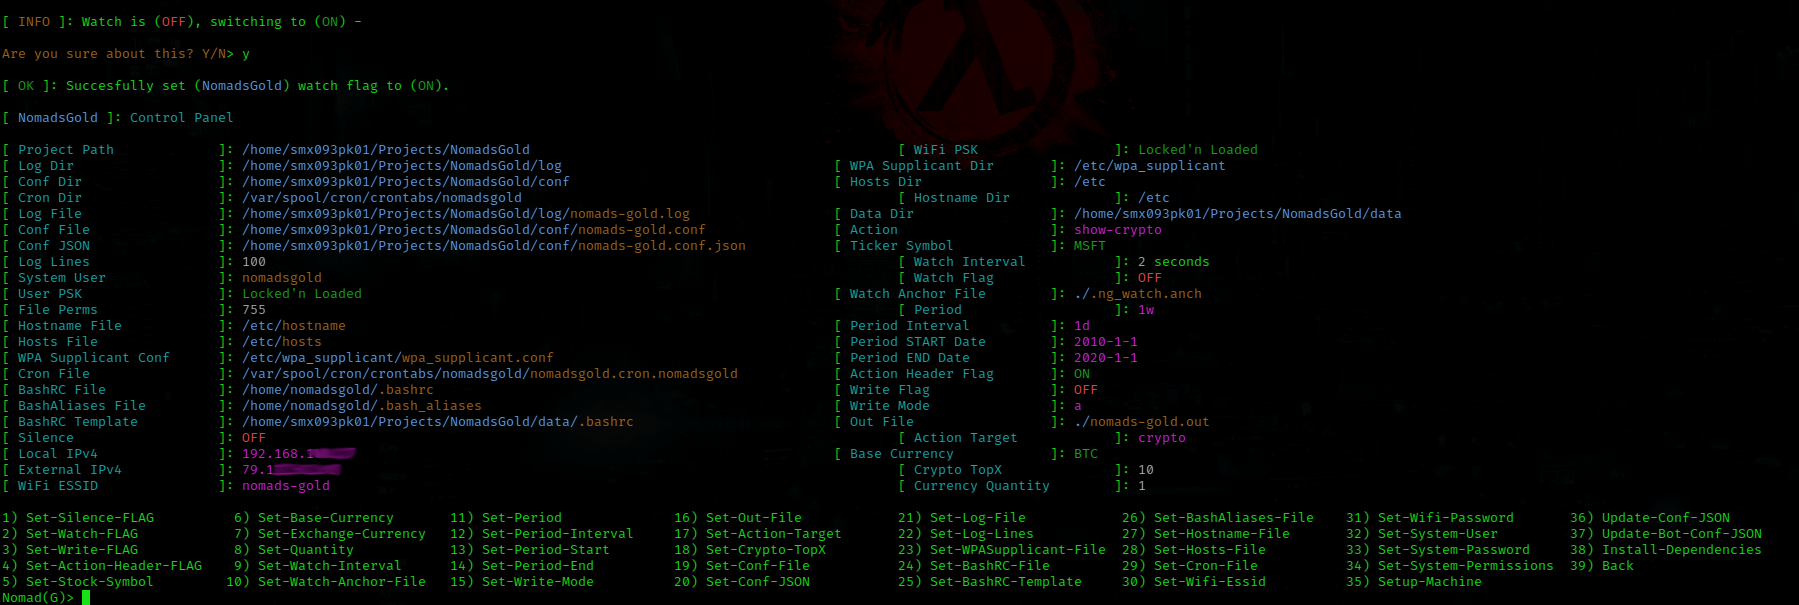 [ INFO ]: Watch is (OFF), switching to (ON) -
Are you sure about this? Y/N> y
[ OK ]: Succesfully set (NomadsGold) watch flag to (ON).
[ NomadsGold ]: Control Panel
[ Project Path ]: /home/smx093pk01/Projects/NomadsGold [ WiFi PSK ]: Locked'n Loaded
[ Log Dir ]: /home/smx093pk01/Projects/NomadsGold/log [ WPA Supplicant Dir ]: /etc/wpa_supplicant
[ Conf Dir ]: /home/smx093pk01/Projects/NomadsGold/conf [ Hosts Dir ]: /etc
[ Cron Dir ]: /var/spool/cron/crontabs/nomadsgold [ Hostname Dir ]: /etc
[ Log File ]: /home/smx093pk01/Projects/NomadsGold/log/nomads-gold.log [ Data Dir ]: /home/smx093pk01/Projects/NomadsGold/data
[ Conf File ]: /home/smx093pk01/Projects/NomadsGold/conf/nomads-gold.conf [ Action ]: show-crypto
[ Conf JSON ]: /home/smx093pk01/Projects/NomadsGold/conf/nomads-gold.conf.json [ Ticker Symbol ]: MSFT
[ Log Lines ]: 100 [ Watch Interval ]: 2 seconds
[ System User ]: nomadsgold [ Watch Flag ]: OFF
[ User PSK ]: Locked'n Loaded [ Watch Anchor File ]: ./.ng_watch.anch
[ File Perms ]: 755 [ Period ]: 1w
[ Hostname File ]: /etc/hostname [ Period Interval ]: 1d
[ Hosts File ]: /etc/hosts [ Period START Date ]: 2010-1-1
[ WPA Supplicant Conf ]: /etc/wpa_supplicant/wpa_supplicant.conf [ Period END Date ]: 2020-1-1
[ Cron File ]: /var/spool/cron/crontabs/nomadsgold/nomadsgold.cron.nomadsgold [ Action Header Flag ]: ON
[ BashRC File ]: /home/nomadsgold/.bashrc [ Write Flag ]: OFF
[ BashAliases File ]: /home/nomadsgold/.bash_aliases [ Write Mode ]: a
[ BashRC Template ]: /home/smx093pk01/Projects/NomadsGold/data/.bashrc [ Out File ]: ./nomads-gold.out
[ Silence ]: OFF [ Action Target ]: crypto
[ Local IPv4 ]: 192.168.1 [ Base Currency ]: BTC
[ External IPv4 ]: 79.1 [ Crypto TopX ]: 10
[ WiFi ESSID ]: nomads-gold [ Currency Quantity ]: 1
1) Set-Silence-FLAG 6) Set-Base-Currency 11) Set-Period 16) Set-Out-File 21) Set-Log-File 26) Set-BashAliases-File 31) Set-Wifi-Password 36) Update-Conf-JSON
2) Set-Watch-FLAG 7) Set-Exchange-Currency 12) Set-Period-Interval 17) Set-Action-Target 22) Set-Log-Lines 27) Set-Hostname-File 32) Set-System-User 37) Update-Bot-Conf-JSON
3) Set-Write-FLAG 8) Set-Quantity 13) Set-Period-Start 18) Set-Crypto-TopX 23) Set-WPASupplicant-File 28) Set-Hosts-File 33) Set-System-Password 38) Install-Dependencies
4) Set-Action-Header-FLAG 9) Set-Watch-Interval 14) Set-Period-End 19) Set-Conf-File 24) Set-BashRC-File 29) Set-Cron-File 34) Set-System-Permissions 39) Back
5) Set-Stock-Symbol 10) Set-Watch-Anchor-File 15) Set-Write-Mode 20) Set-Conf-JSON 25) Set-BashRC-Template 30) Set-Wifi-Essid 35) Setup-Machine
Nomad(G)>